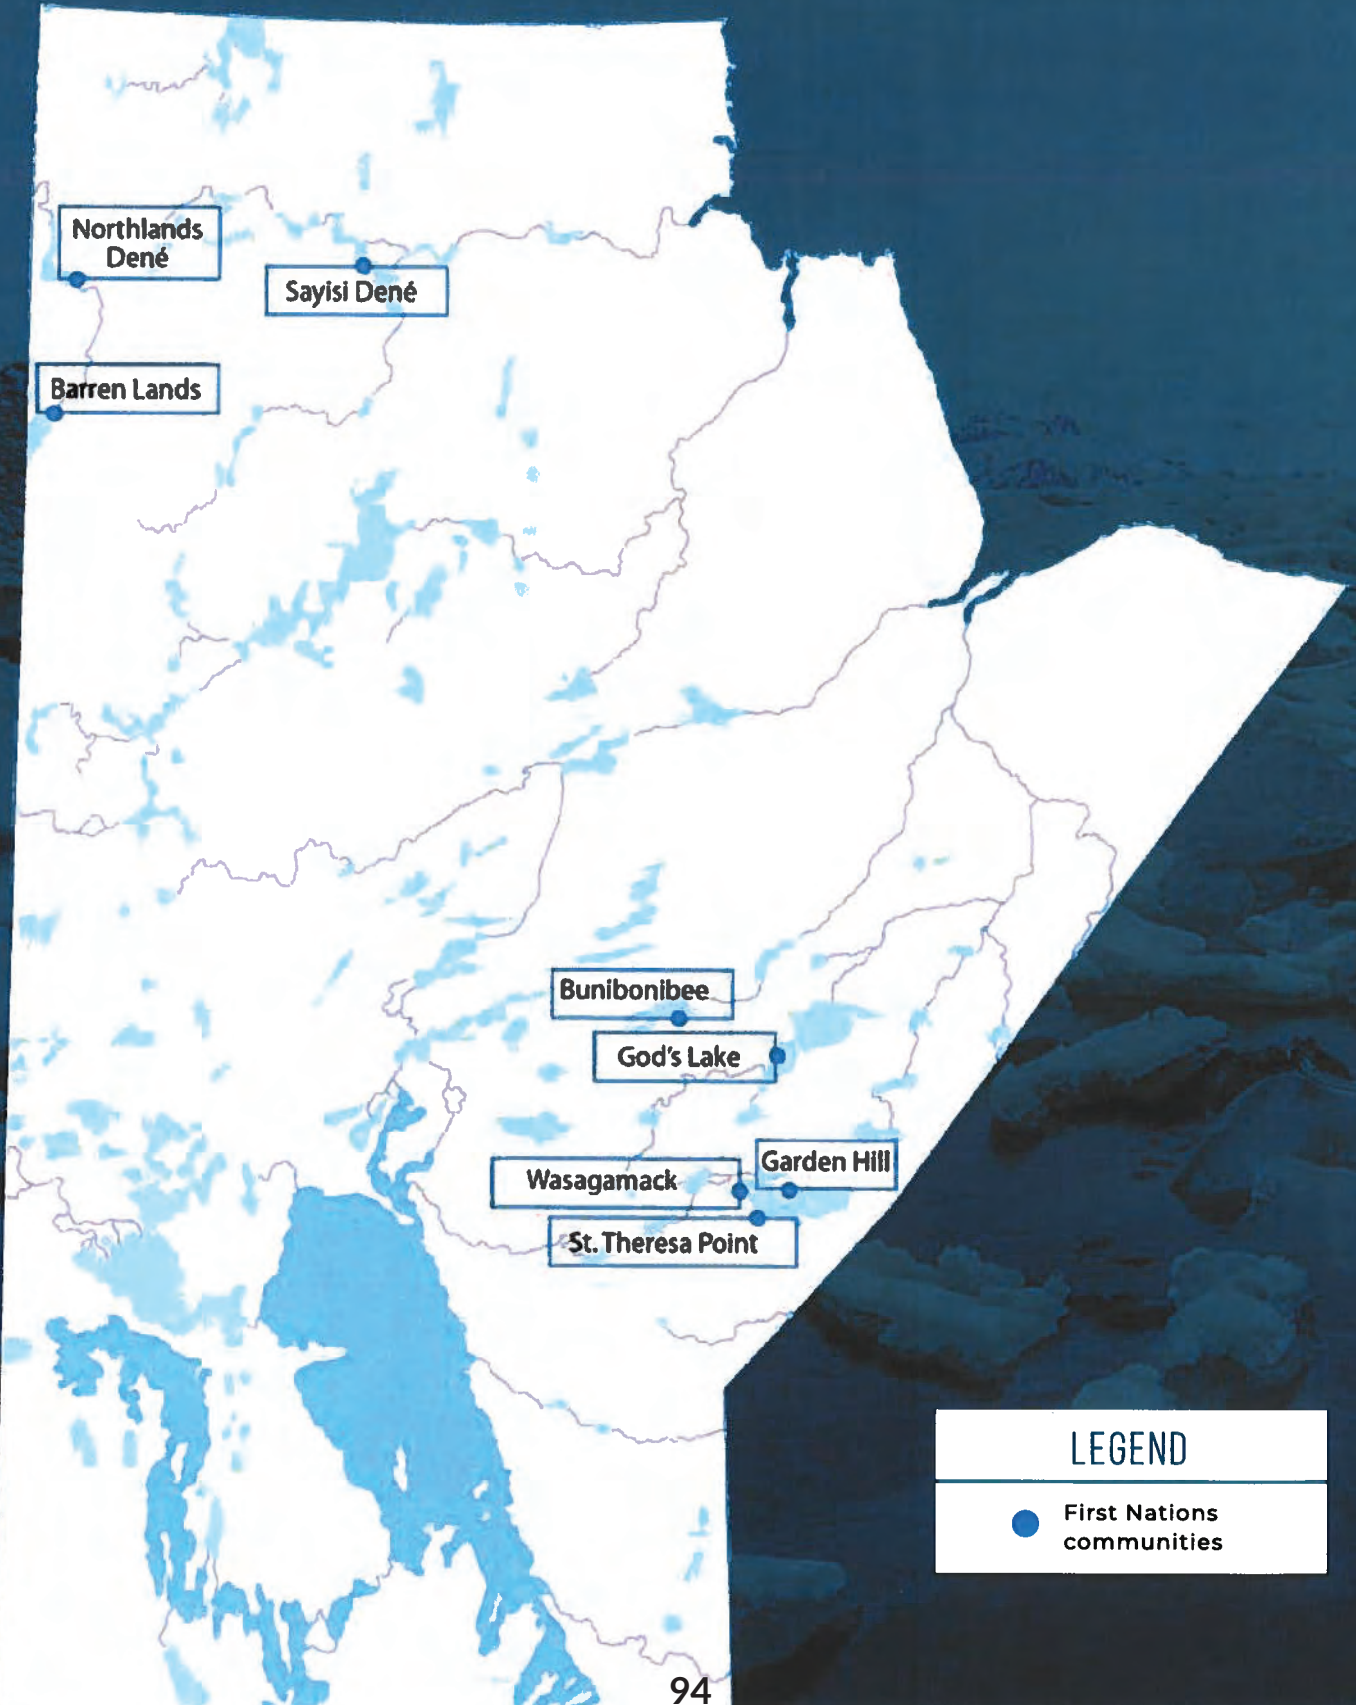 Northlands
Dené
Sayisi Dené
Barren Lands
Bunibonibee
God's Lake
Garden Hill
Wasagamack
St. Theresa Point
LEGEND
First Nations
communities
94